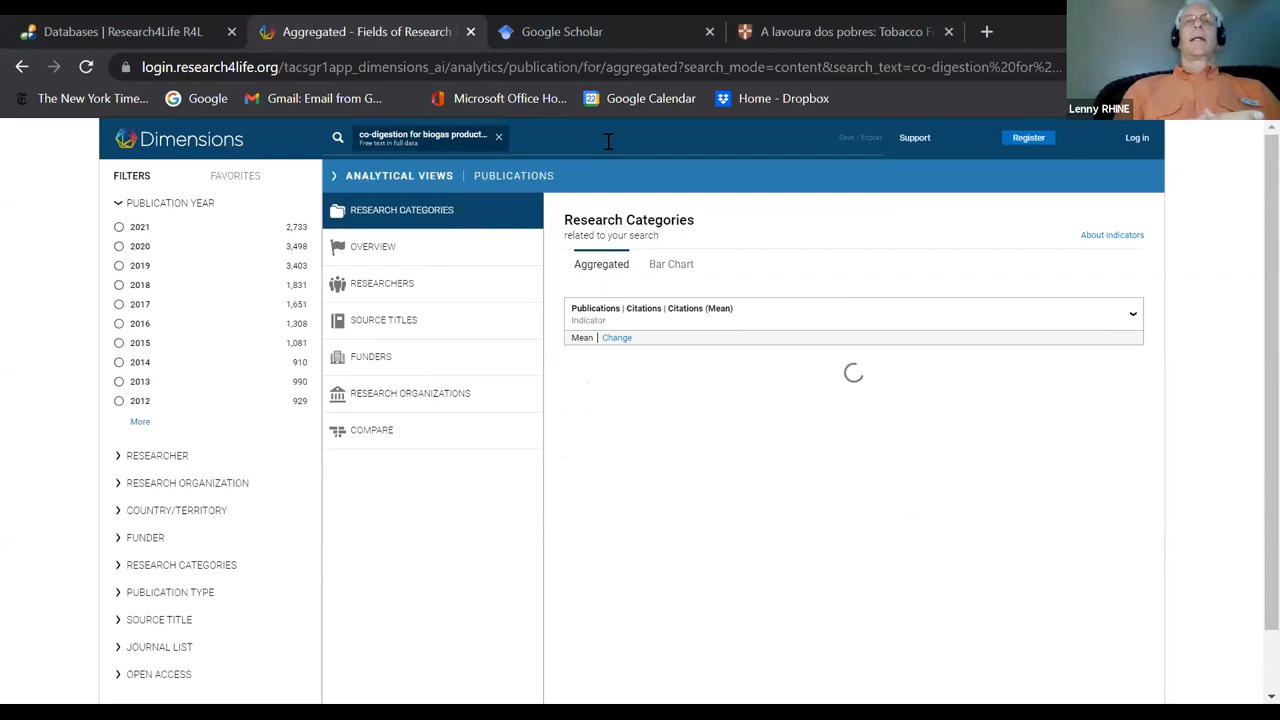 Databases | Research4Life R4L
Aggregated - Fields of Research
Google Scholar
A lavoura dos pobres: Tobacco F
login.research4life.org/tacsgr1app_dimensions_ai/analytics/publication/for/aggregated?search_mode=content&search_text=co-digestion%20for%20bio...
The New York Time...
Google
Gmail: Email from G...
Microsoft Office Ho...
Google Calendar
Home - Dropbox
Lenny RHINE
Dimensions
co-digestion for biogas product...
Free text in full data
Save / Export
Support
Register
Log in
FILTERS
FAVORITES
ANALYTICAL VIEWS
PUBLICATIONS
PUBLICATION YEAR
2021 2,733
2020 3,498
2019 3,403
2018 1,831
2017 1,651
2016 1,308
2015 1,081
2014 910
2013 990
2012 929
More
RESEARCHER
RESEARCH ORGANIZATION
COUNTRY/TERRITORY
FUNDER
RESEARCH CATEGORIES
PUBLICATION TYPE
SOURCE TITLE
JOURNAL LIST
OPEN ACCESS
RESEARCH CATEGORIES
OVERVIEW
RESEARCHERS
SOURCE TITLES
FUNDERS
RESEARCH ORGANIZATIONS
COMPARE
Research Categories
related to your search
About indicators
Aggregated
Bar Chart
Publications | Citations | Citations (Mean)
Indicator
Mean | Change